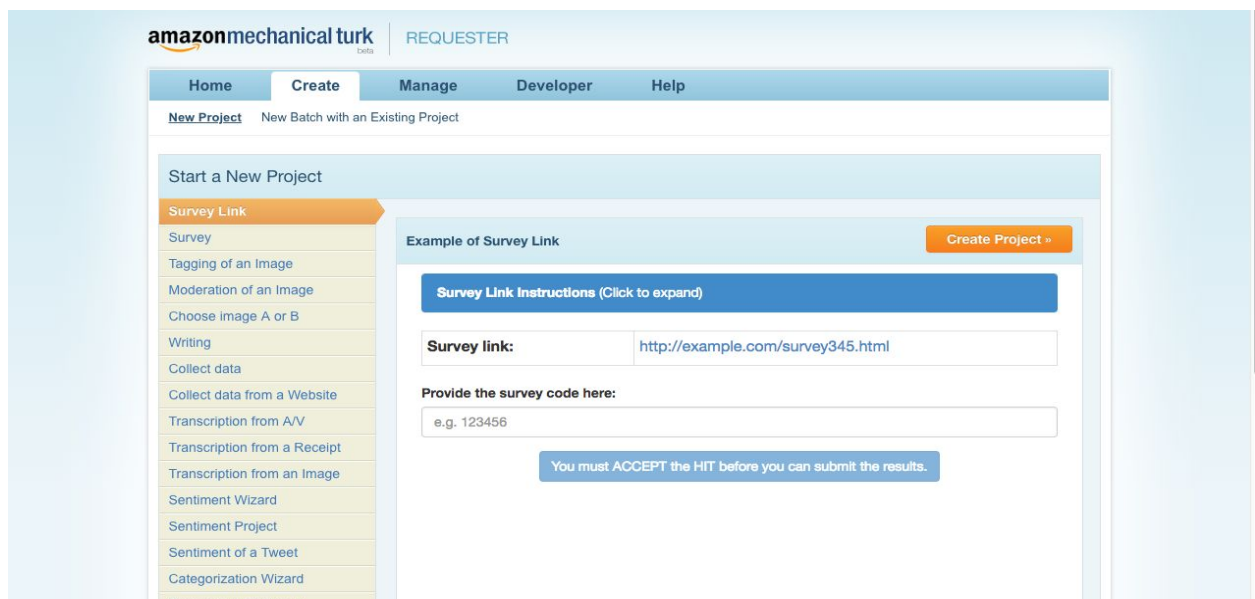 amazonmechanical turk
beta
REQUESTER
Home Create Manage Developer Help
New Project New Batch with an Existing Project
Start a New Project
Survey Link
Survey
Tagging of an Image
Moderation of an Image
Choose image A or B
Writing
Collect data
Collect data from a Website
Transcription from A/V
Transcription from a Receipt
Transcription from an Image
Sentiment Wizard
Sentiment Project
Sentiment of a Tweet
Categorization Wizard
Example of Survey Link
Create Project »
Survey Link Instructions (Click to expand)
Survey link: http://example.com/survey345.html
Provide the survey code here:
e.g. 123456
You must ACCEPT the HIT before you can submit the results.